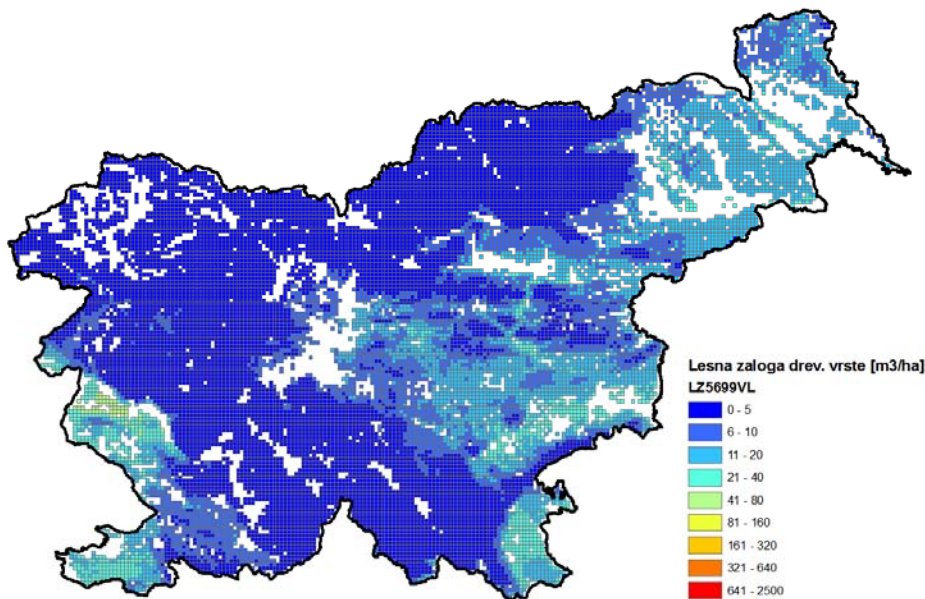 Lesna zaloga drev. vrste [m3/ha]
LZ5699VL
0 - 5
6 - 10
11 - 20
21 - 40
41 - 80
81 - 160
161 - 320
321 - 640
641 - 2500